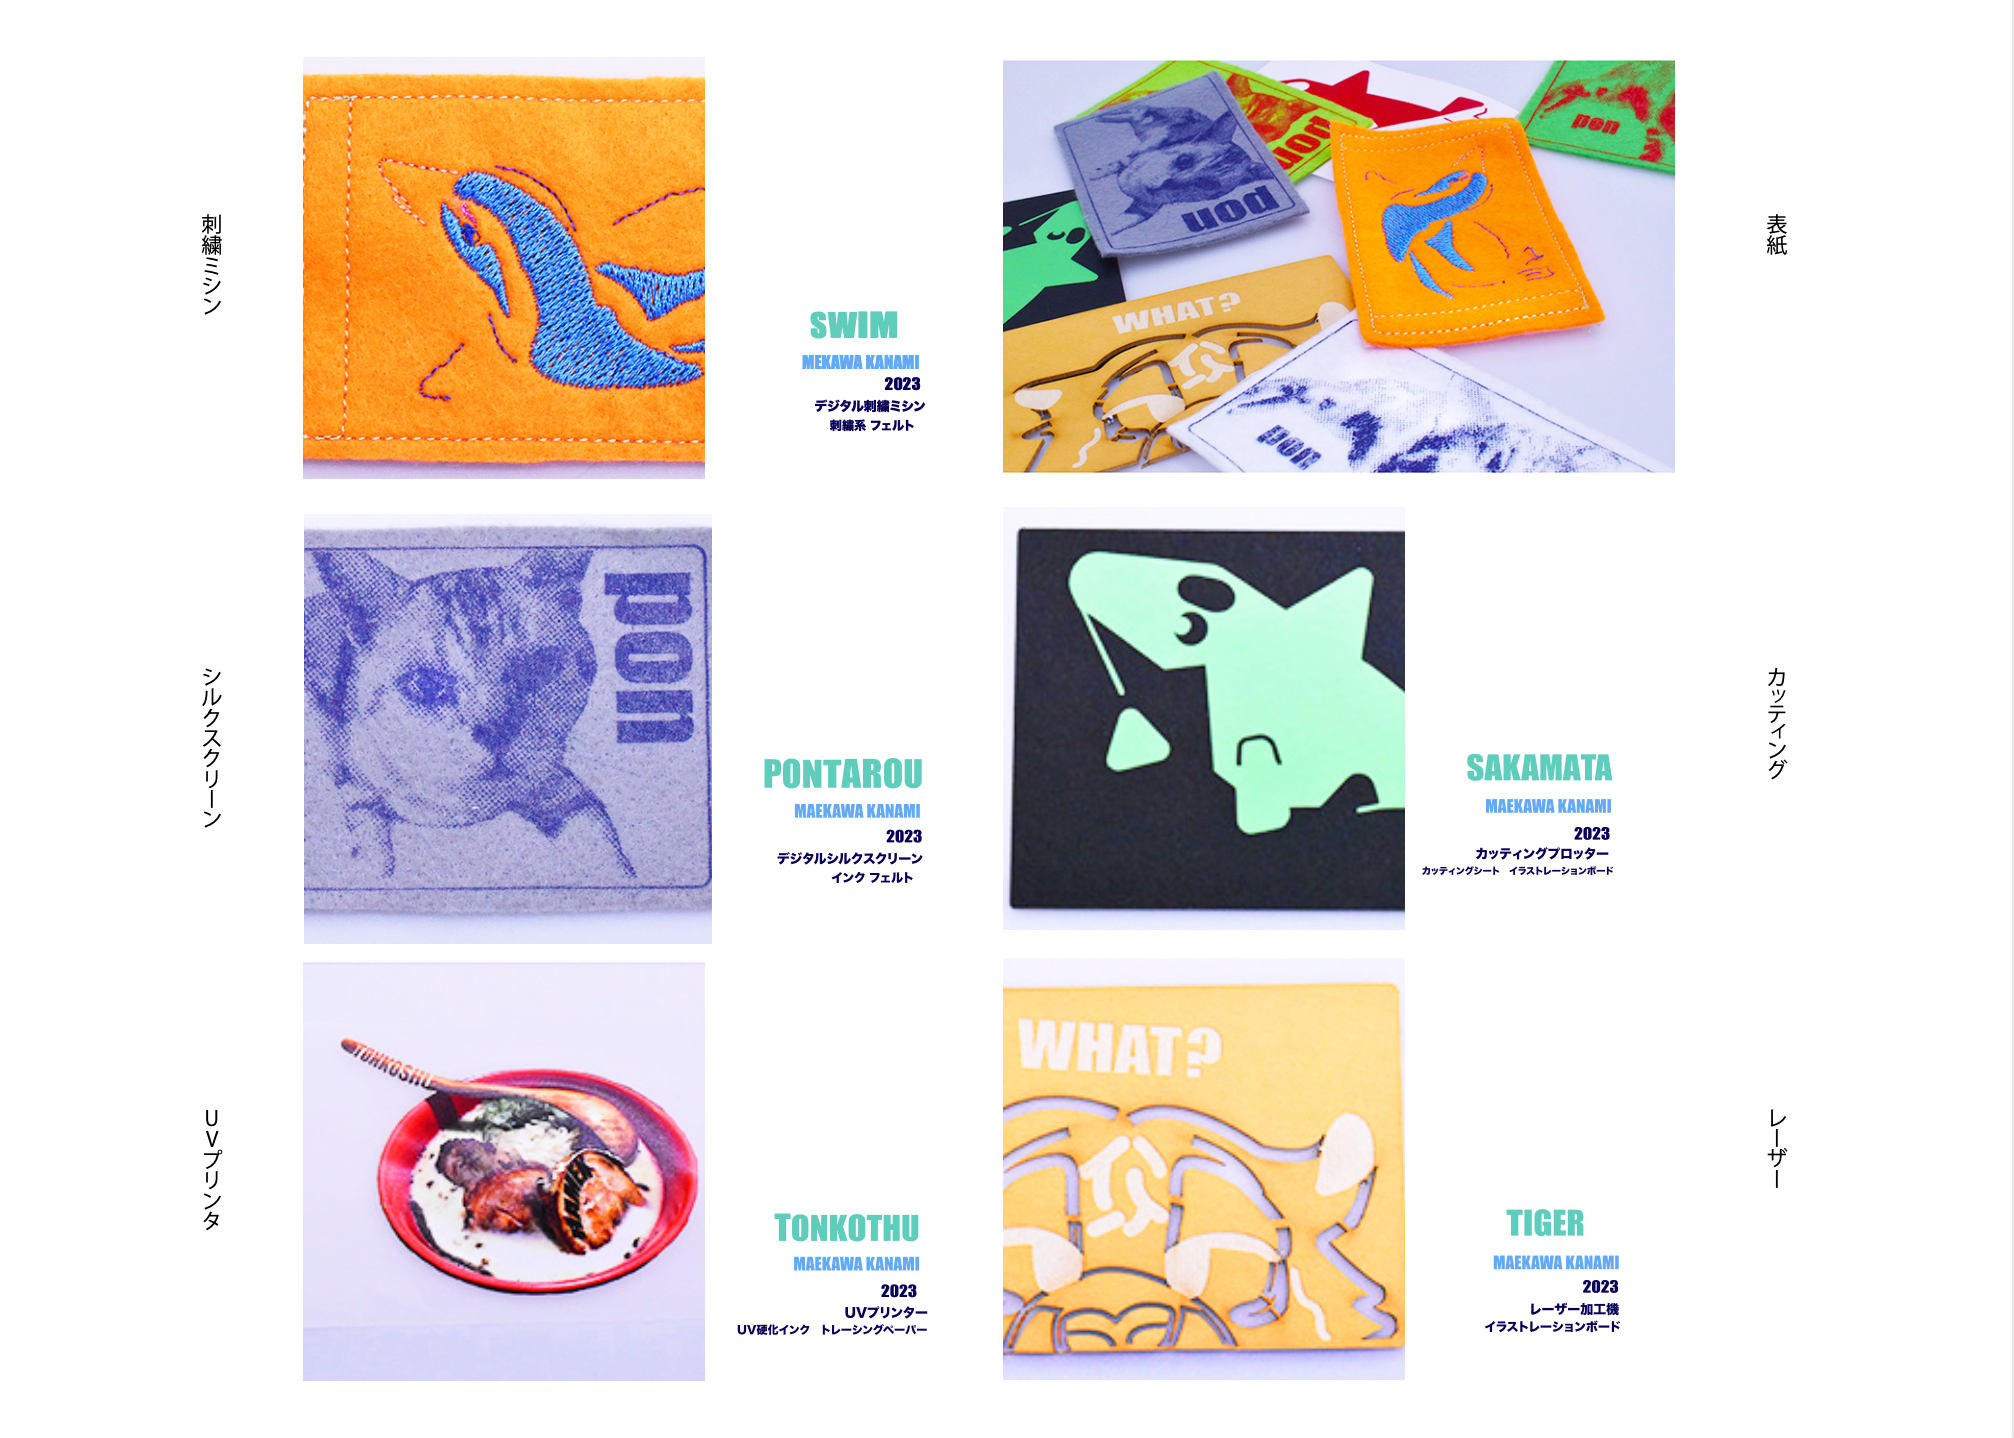 刺繍ミシン
SWIM
MEKAWA KANAMI
2023
デジタル刺繍ミシン
刺繍系 フェルト
pon
pon
WHAT?
pon
pon
表紙
シルクスクリーン
pon
PONTAROU
MAEKAWA KANAMI
2023
デジタルシルクスクリーン
インク フェルト
SAKAMATA
MAEKAWA KANAMI
2023
カッティングプロッター
カッティングシート　イラストレーションボード
カッティング
UVプリンタ
TONKOSHU
TONKOTHU
MAEKAWA KANAMI
2023
UVプリンター
UV硬化インク　トレーシングペーパー
WHAT?
TIGER
MAEKAWA KANAMI
2023
レーザー加工機
イラストレーションボード
レーザー